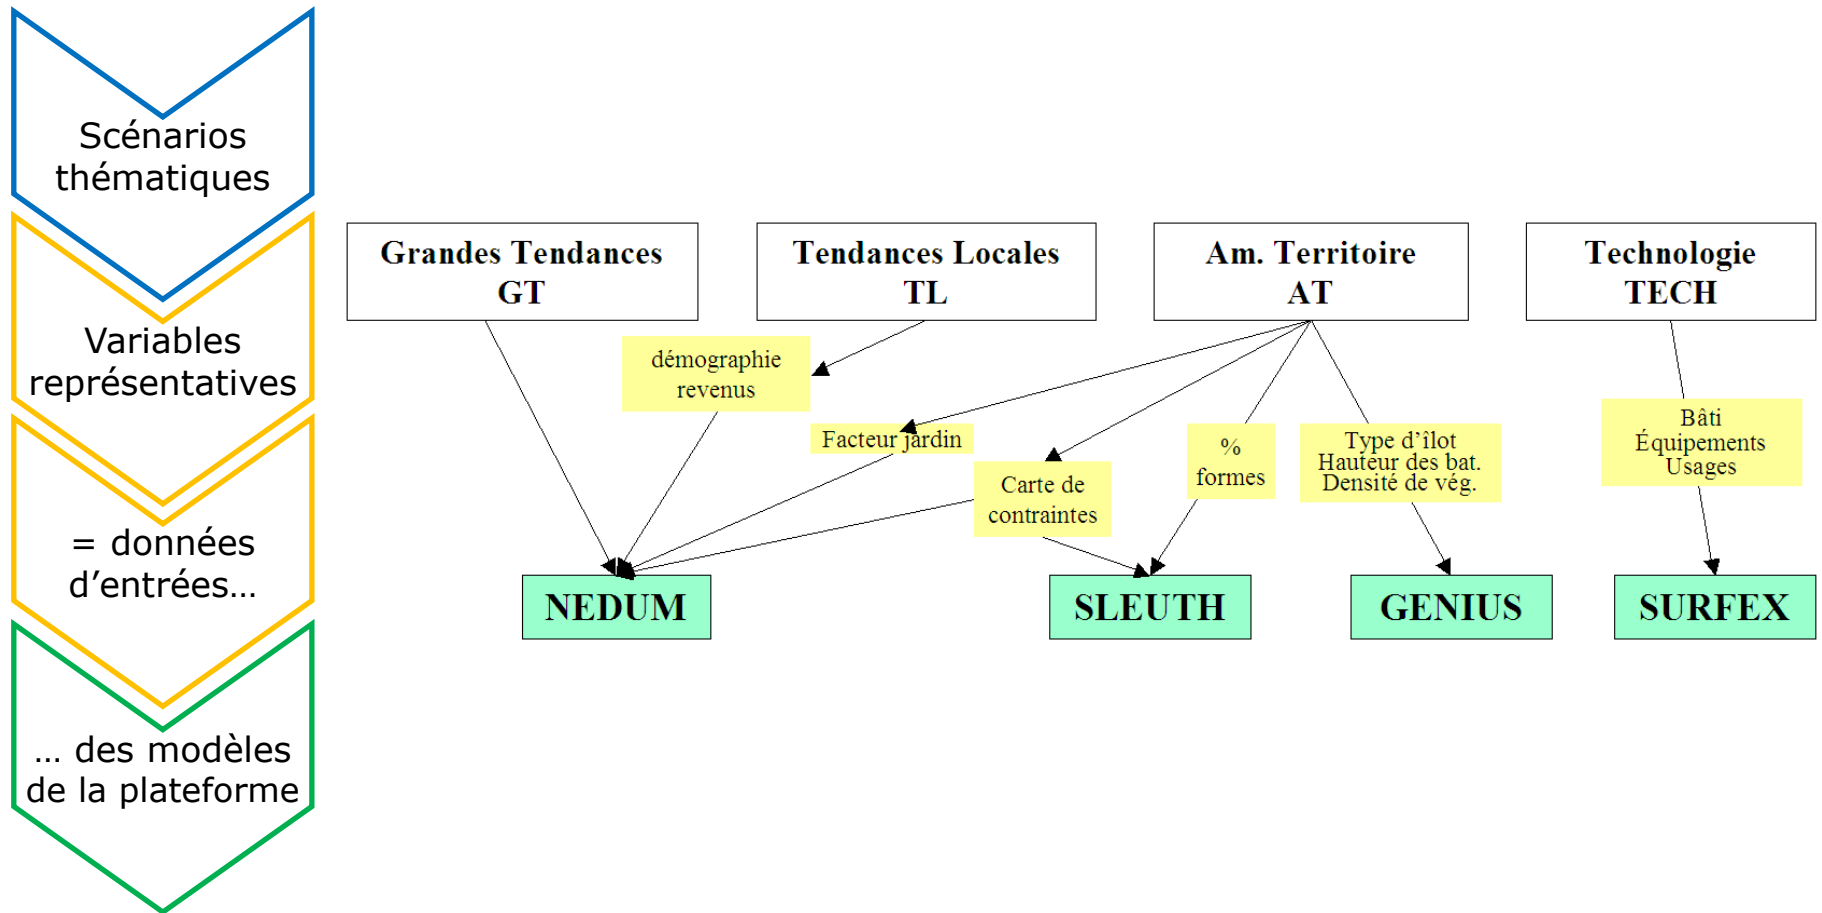 Scénarios
thématiques
Variables
représentatives
= données
d’entrées…
… des modèles
de la plateforme
Grandes Tendances
GT
Tendances Locales
TL
Am. Territoire
AT
Technologie
TECH
démographie
revenus
Facteur jardin
Carte de
contraintes
%
formes
Type d’îlot
Hauteur des bat.
Densité de vég.
Bâti
Équipements
Usages
NEDUM
SLEUTH
GENIUS
SURFEX